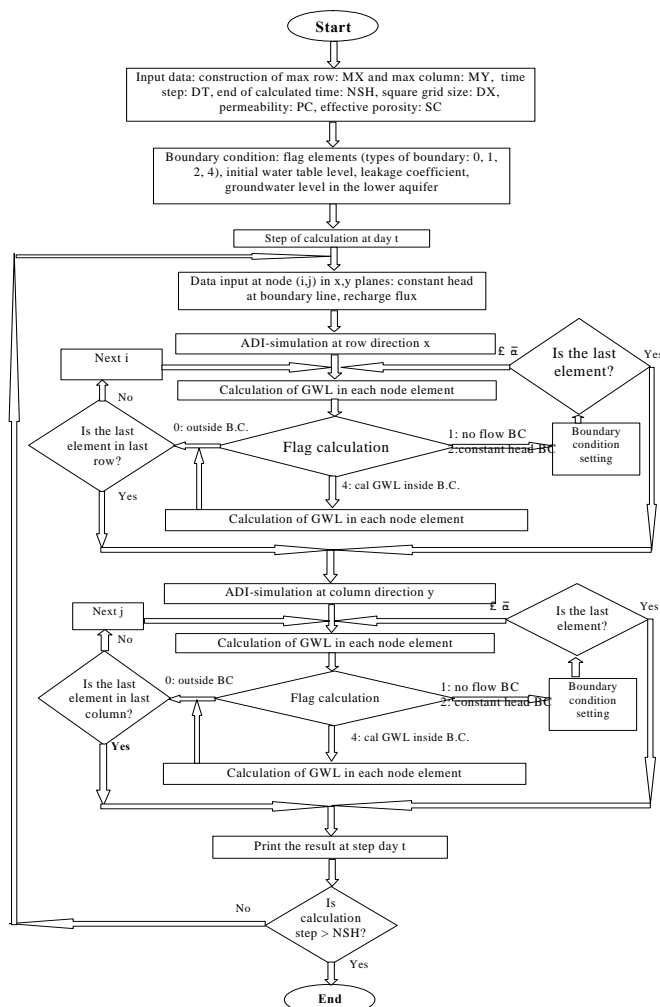 Start
Input data: construction of max row: MX and max column: MY, time
step: DT, end of calculated time: NSH, square grid size: DX,
permeability: PC, effective porosity: SC
Boundary condition: flag elements (types of boundary: 0, 1,
2, 4), initial water table level, leakage coefficient,
groundwater level in the lower aquifer
Step of calculation at day t
Data input at node (i,j) in x,y planes: constant head
at boundary line, recharge flux
ADI-simulation at row direction x
Next i
Is the last
element?
Yes
Calculation of GWL in each node element
No
0: outside B.C.
Is the last
element in last
row?
Flag calculation
1: no flow BC
2:constant head BC
Boundary
condition
setting
Yes
4: cal GWL inside B.C.
Calculation of GWL in each node element
ADI-simulation at column direction y
Next j
Is the last
element?
Yes
No
Calculation of GWL in each node element
0: outside BC
Is the last
element in last
column?
Flag calculation
1: no flow BC
2: constant head BC
Boundary
condition
setting
Yes
4: cal GWL inside B.C.
Calculation of GWL in each node element
Print the result at step day t
No
Is
calculation
step > NSH?
Yes
End